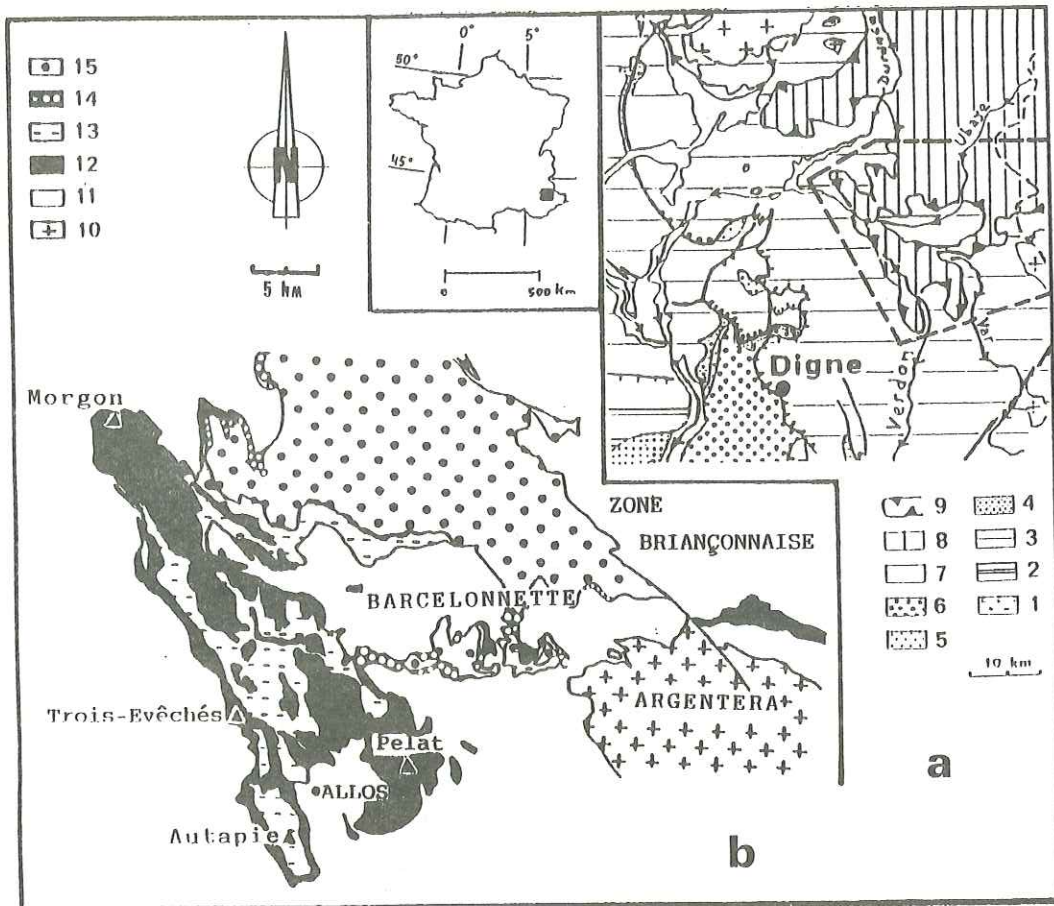 15
14
13
12
11
10
N
5 km
0° 5°
50°
45°
0 500 km
Durance
Ubaye
Digne
Verdon
Var
Morgon
ZONE
BRIANÇONNAISE
BARCELONNETTE
ARGENTERA
Trois-Evêchés
Pelat
ALLOS
Autapie
9 4
8 3
7 2
6 1
5
10 km
a
b